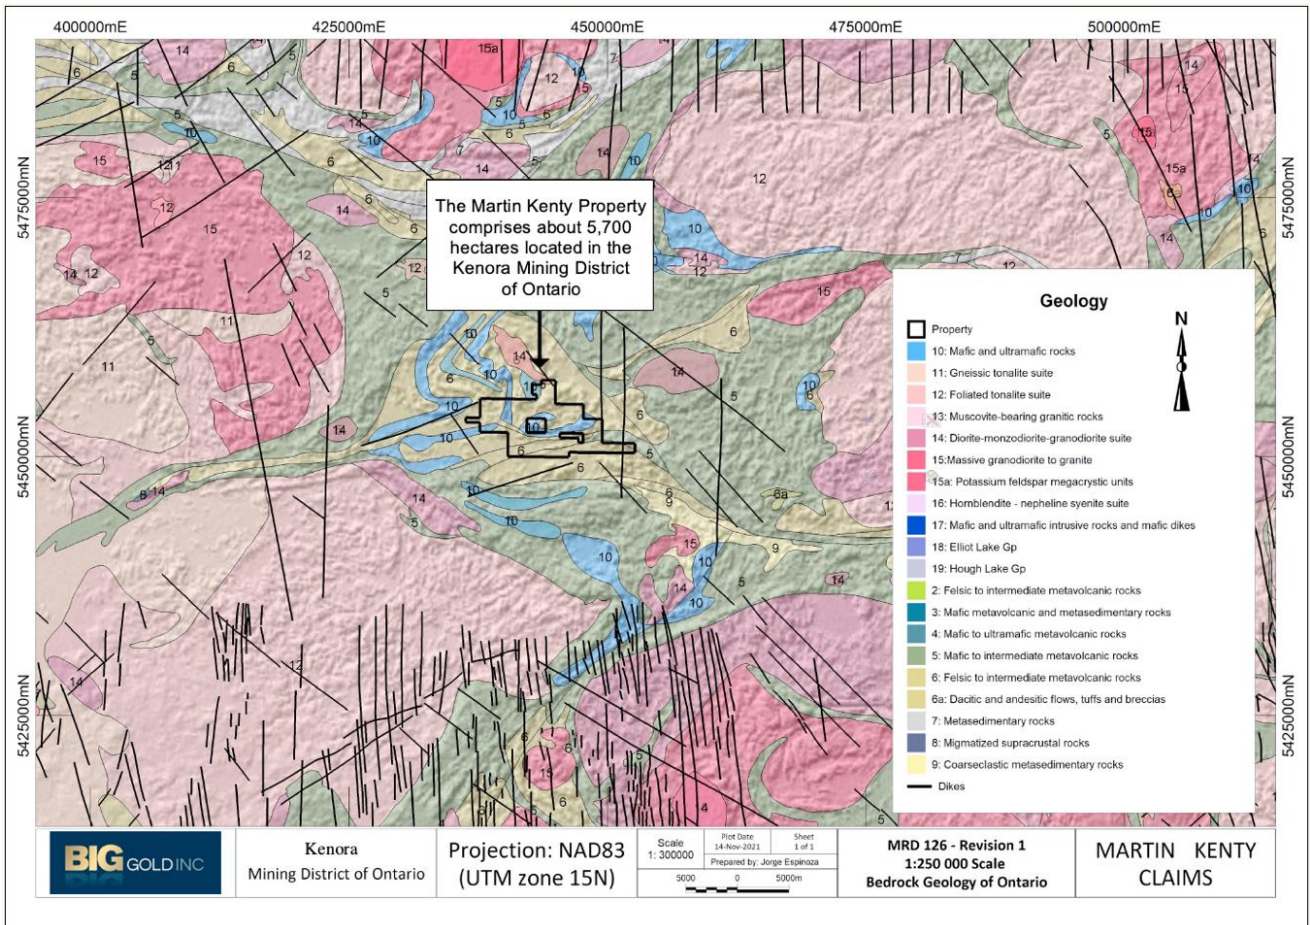 400000mE
425000mE
450000mE
475000mE
500000mE
5475000mN
5450000mN
5425000mN
5475000mN
5450000mN
5425000mN
The Martin Kenty Property
comprises about 5,700
hectares located in the
Kenora Mining District
of Ontario
Geology
N
Property
10: Mafic and ultramafic rocks
11: Gneissic tonalite suite
12: Foliated tonalite suite
13: Muscovite-bearing granitic rocks
14: Diorite-monzodiorite-granodiorite suite
15:Massive granodiorite to granite
15a: Potassium feldspar megacrystic units
16: Hornblendite - nepheline syenite suite
17: Mafic and ultramafic intrusive rocks and mafic dikes
18: Elliot Lake Gp
19: Hough Lake Gp
2: Felsic to intermediate metavolcanic rocks
3: Mafic metavolcanic and metasedimentary rocks
4: Mafic to ultramafic metavolcanic rocks
5: Mafic to intermediate metavolcanic rocks
6: Felsic to intermediate metavolcanic rocks
6a: Dacitic and andesitic flows, tuffs and breccias
7: Metasedimentary rocks
8: Migmatized supracrustal rocks
9: Coarseclastic metasedimentary rocks
Dikes
BIG GOLD INC
Kenora
Mining District of Ontario
Projection: NAD83
(UTM zone 15N)
Scale
1: 300000
Plot Date
14-Nov-2021
Sheet
1 of 1
Prepared by: Jorge Espinoza
5000 0 5000m
MRD 126 - Revision 1
1:250 000 Scale
Bedrock Geology of Ontario
MARTIN KENTY
CLAIMS